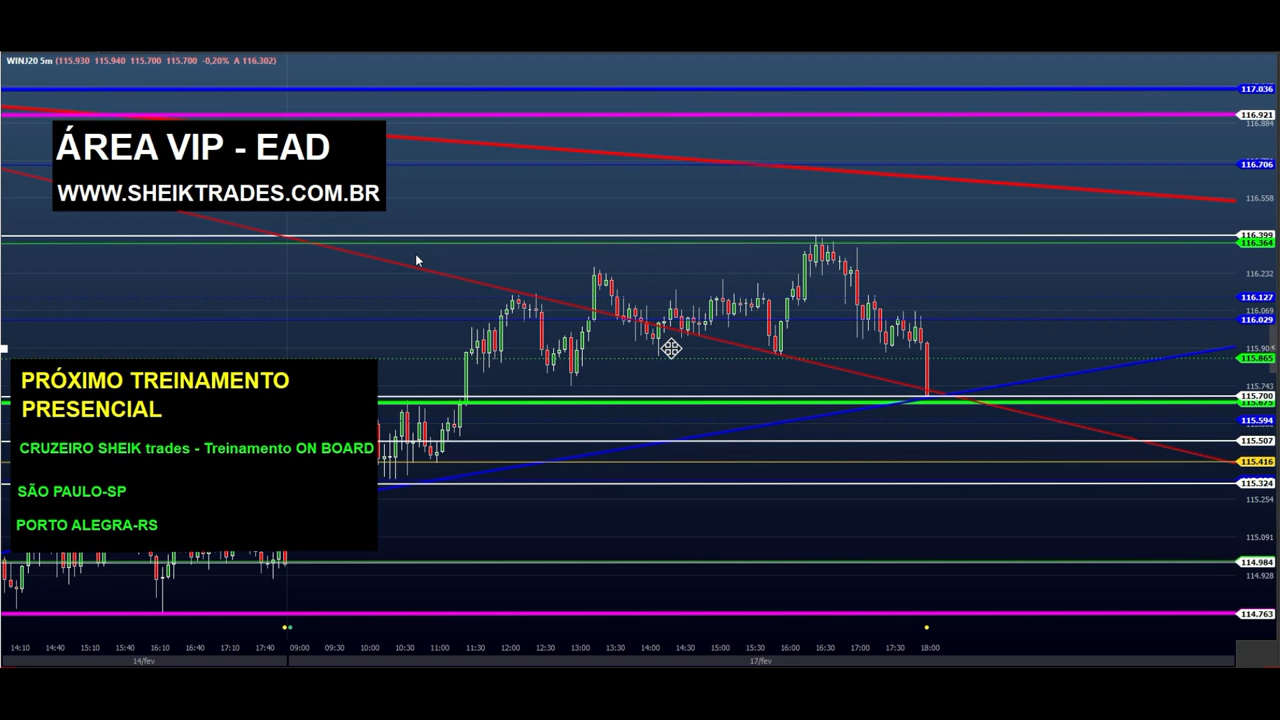 WINJ20 5m (115.930 115.940 115.700 115.700 -0,20% A 116.302)
ÁREA VIP - EAD
WWW.SHEIKTRADES.COM.BR
PRÓXIMO TREINAMENTO
PRESENCIAL
CRUZEIRO SHEIK trades - Treinamento ON BOARD
SÃO PAULO-SP
PORTO ALEGRA-RS
117.036
116.921
116.884
116.706
116.558
116.399
116.364
116.232
116.127
116.069
116.029
115.865
115.743
115.700
115.594
115.507
115.416
115.324
115.254
115.091
114.984
114.928
114.763
14:10 14:40 15:10 15:40 16:10 16:40 17:10 17:40 09:00 09:30 10:00 10:30 11:00 11:30 12:00 12:30 13:00 13:30 14:00 14:30 15:00 15:30 16:00 16:30 17:00 17:30 18:00
14/fev 17/fev